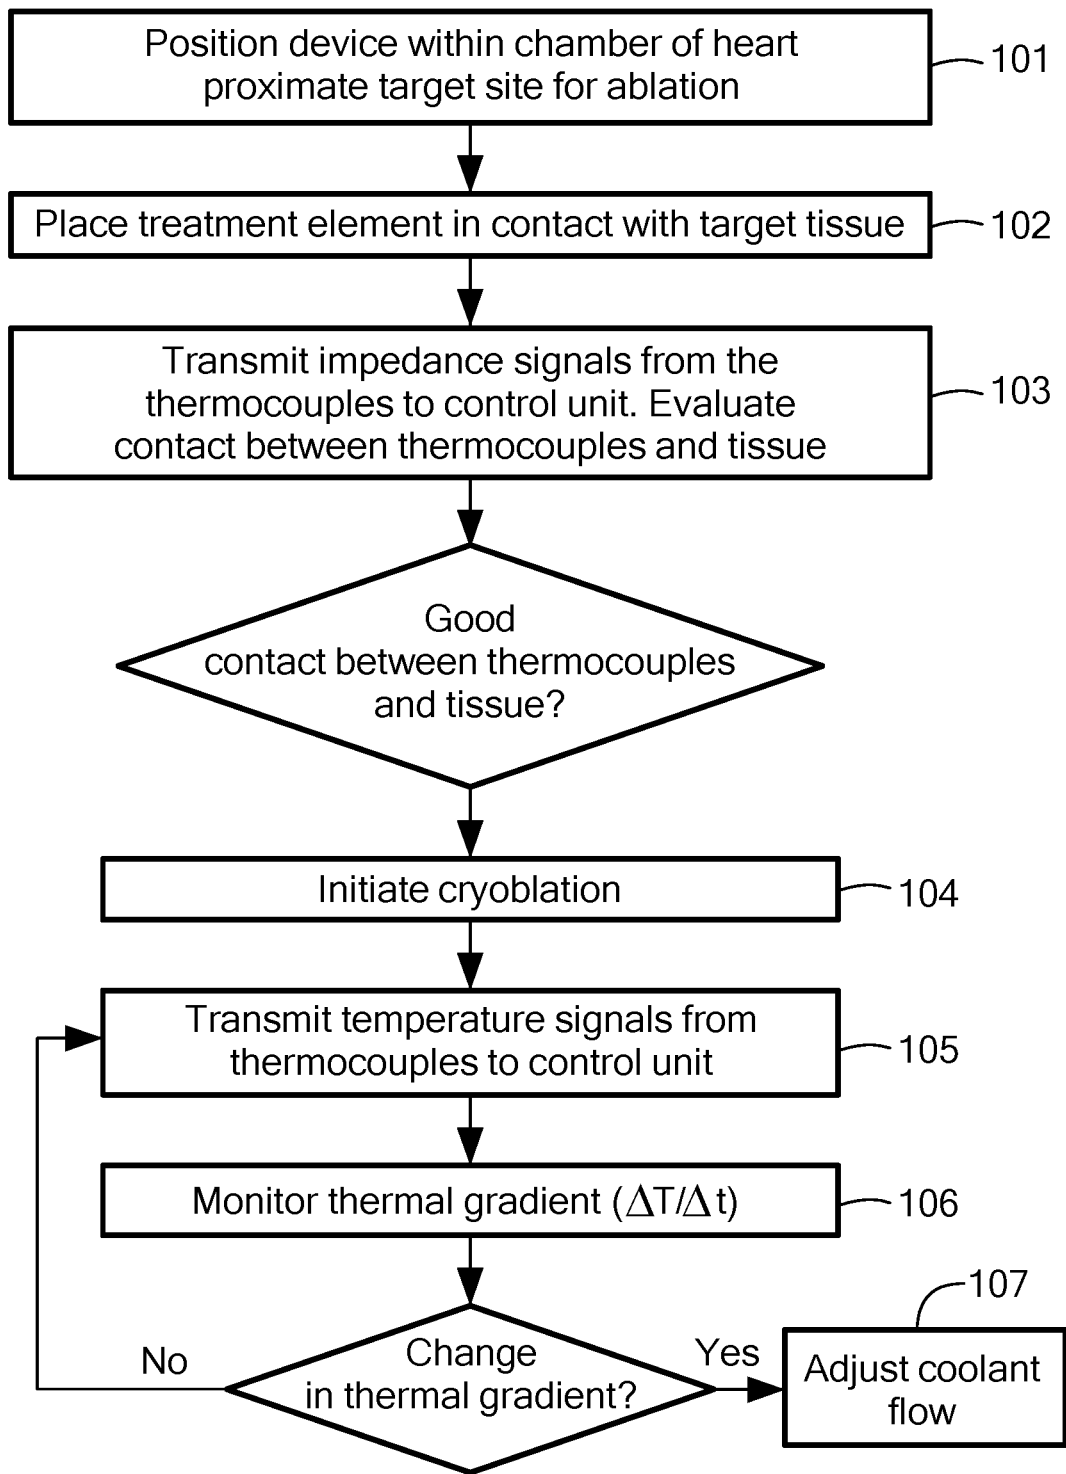 Position device within chamber of heart
proximate target site for ablation
101
Place treatment element in contact with target tissue
102
Transmit impedance signals from the
thermocouples to control unit. Evaluate
contact between thermocouples and tissue
103
Good
contact between thermocouples
and tissue?
Initiate cryoblation
104
Transmit temperature signals from
thermocouples to control unit
105
Monitor thermal gradient (ΔT/Δt)
106
107
No
Change
in thermal gradient?
Yes
Adjust coolant
flow